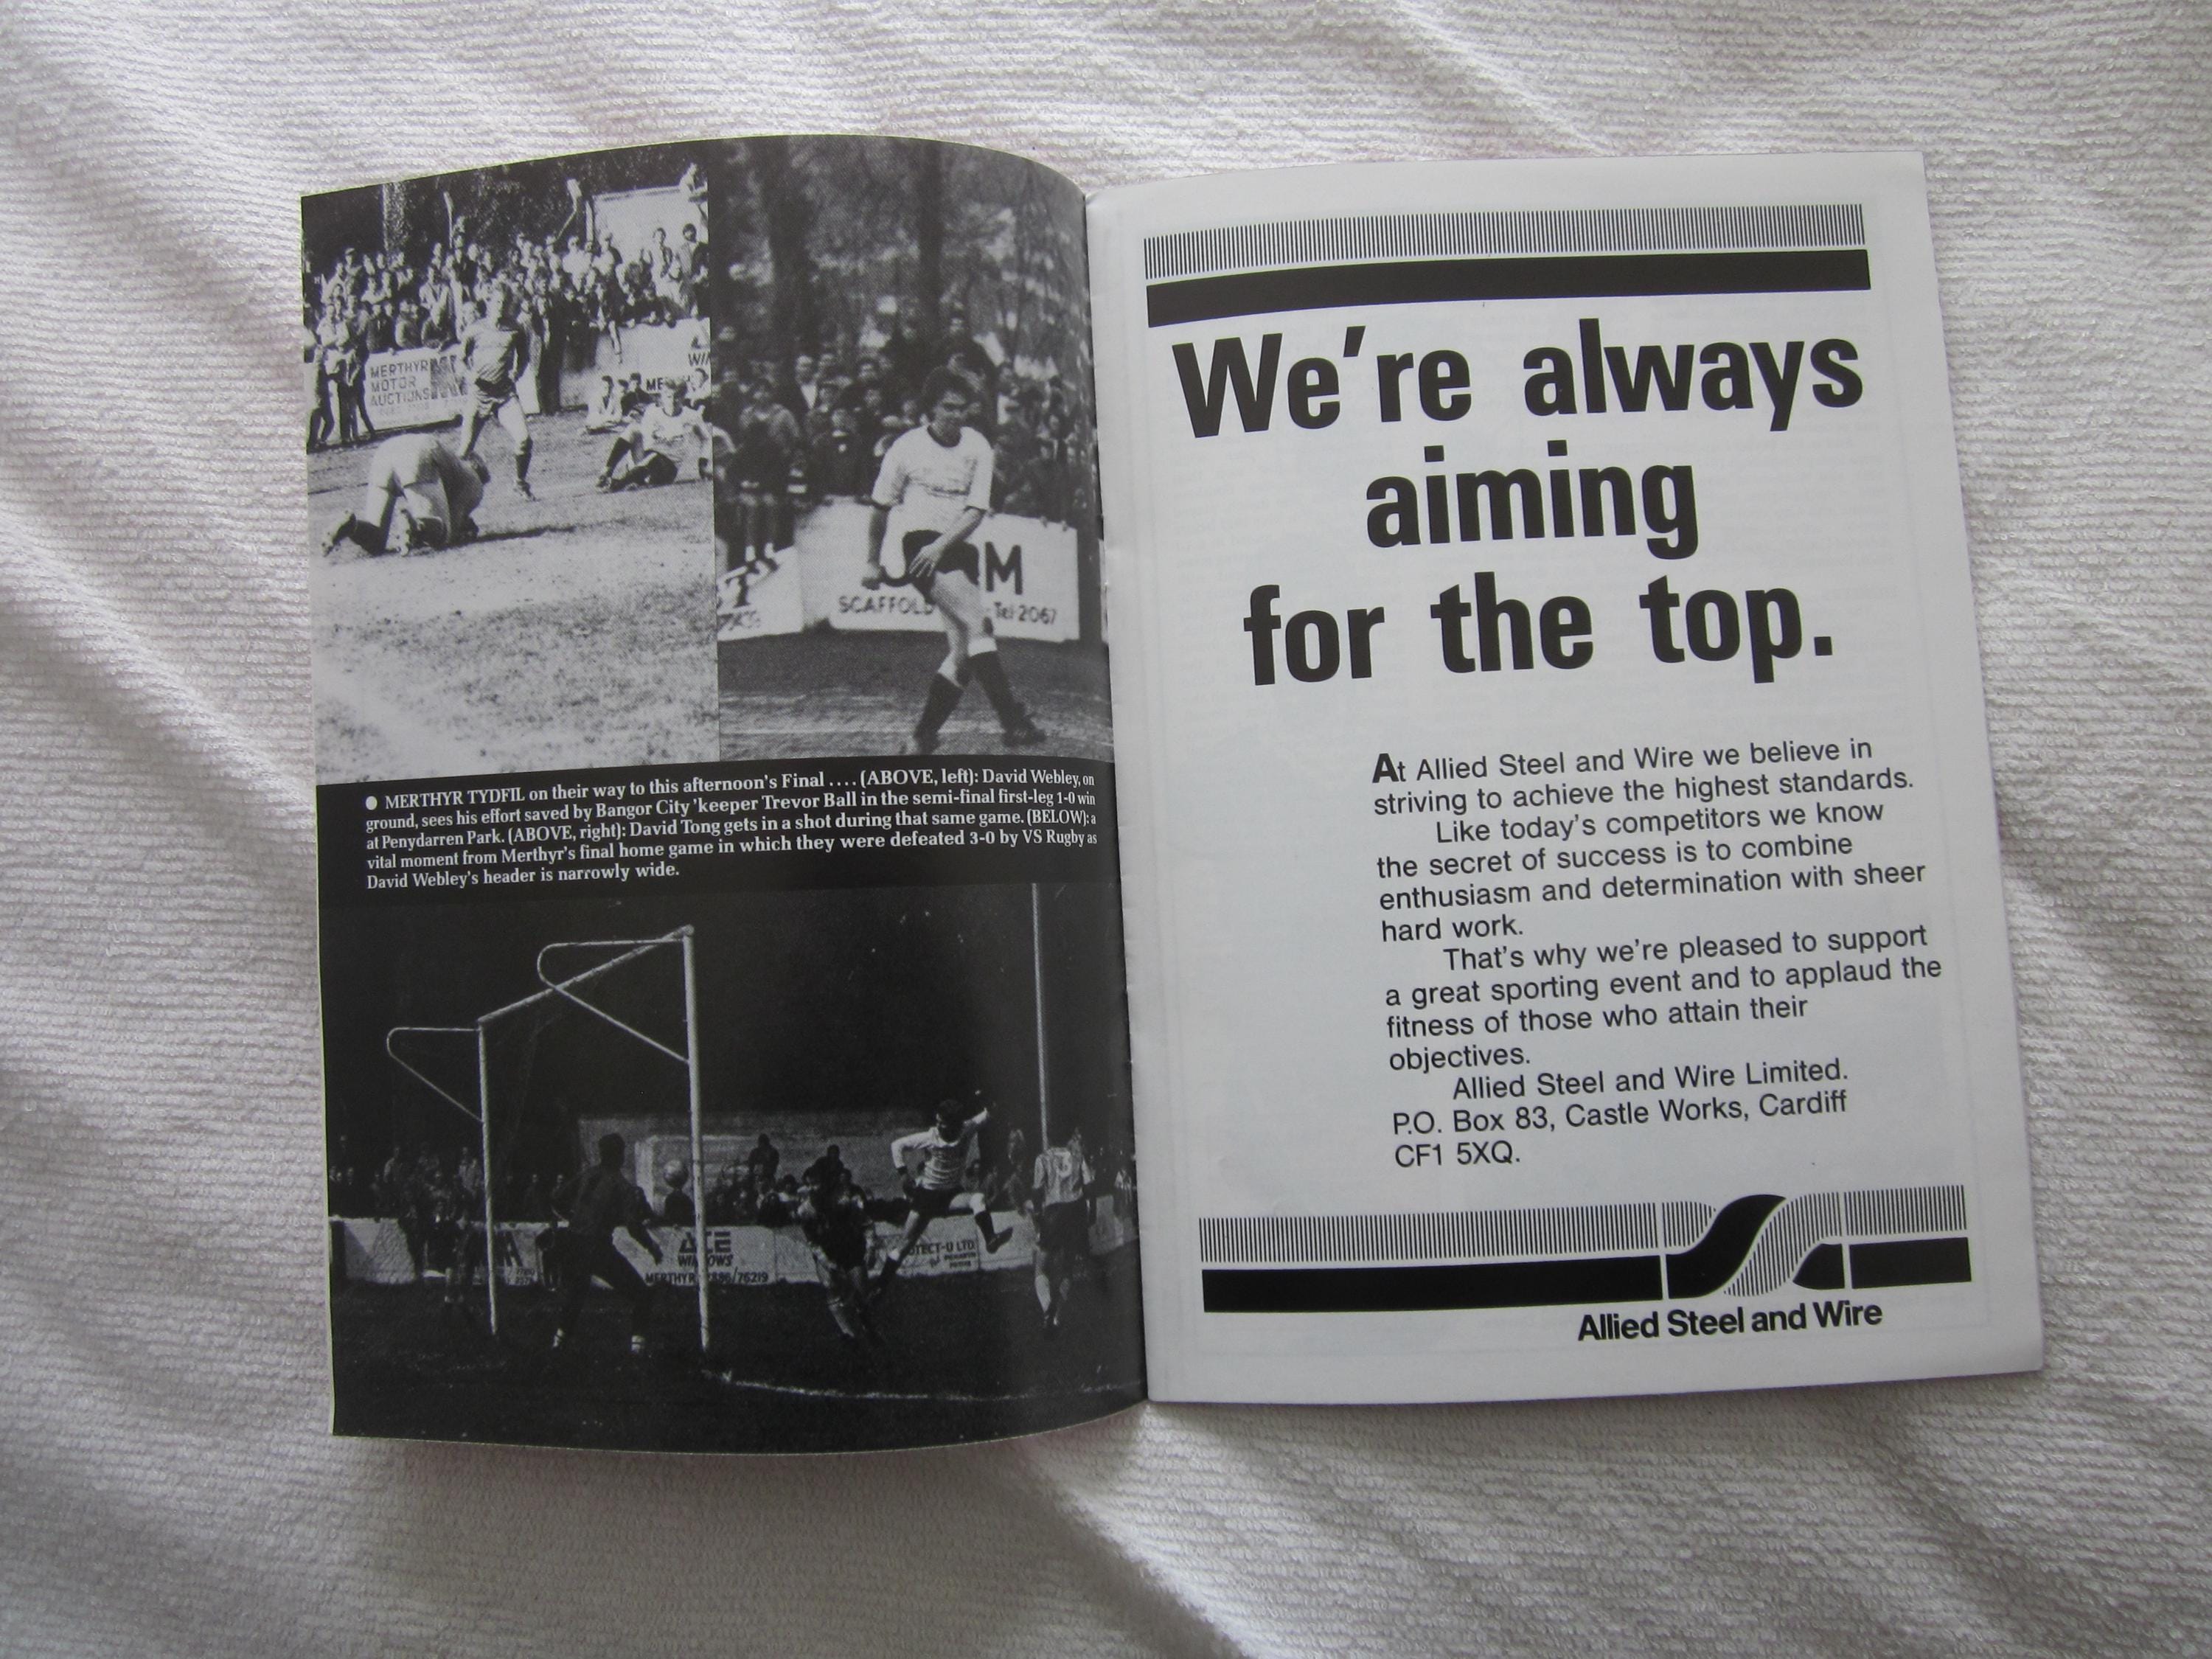 MERTHYR
MOTOR
AUCTIONS
M
SCAFFOLD
Tel 2067
● MERTHYR TYDFIL on their way to this afternoon's Final .... (ABOVE, left): David Webley, on
ground, sees his effort saved by Bangor City 'keeper Trevor Ball in the semi-final first-leg 1-0 win
at Penydarren Park. (ABOVE, right): David Tong gets in a shot during that same game. (BELOW): a
vital moment from Merthyr's final home game in which they were defeated 3-0 by VS Rugby as
David Webley's header is narrowly wide.
ACE
WINDOWS
MERTHYR
/76219
TECT-U LTD
We're always
aiming
for the top.
At Allied Steel and Wire we believe in
striving to achieve the highest standards.
Like today's competitors we know
the secret of success is to combine
enthusiasm and determination with sheer
hard work.
That's why we're pleased to support
a great sporting event and to applaud the
fitness of those who attain their
objectives.
Allied Steel and Wire Limited.
P.O. Box 83, Castle Works, Cardiff
CF1 5XQ.
Allied Steel and Wire